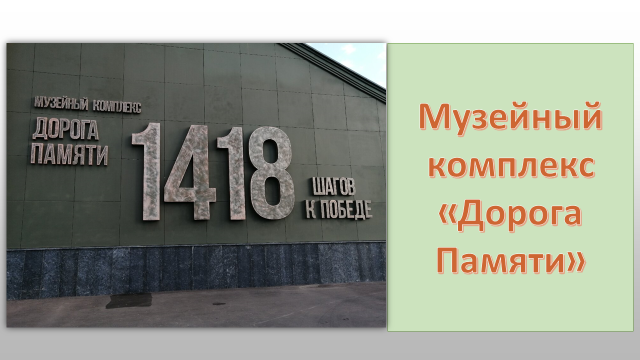 МУЗЕЙНЫЙ КОМПЛЕКС
ДОРОГА
ПАМЯТИ
1418
ШАГОВ
К ПОБЕДЕ
Музейный
комплекс
«Дорога
Памяти»